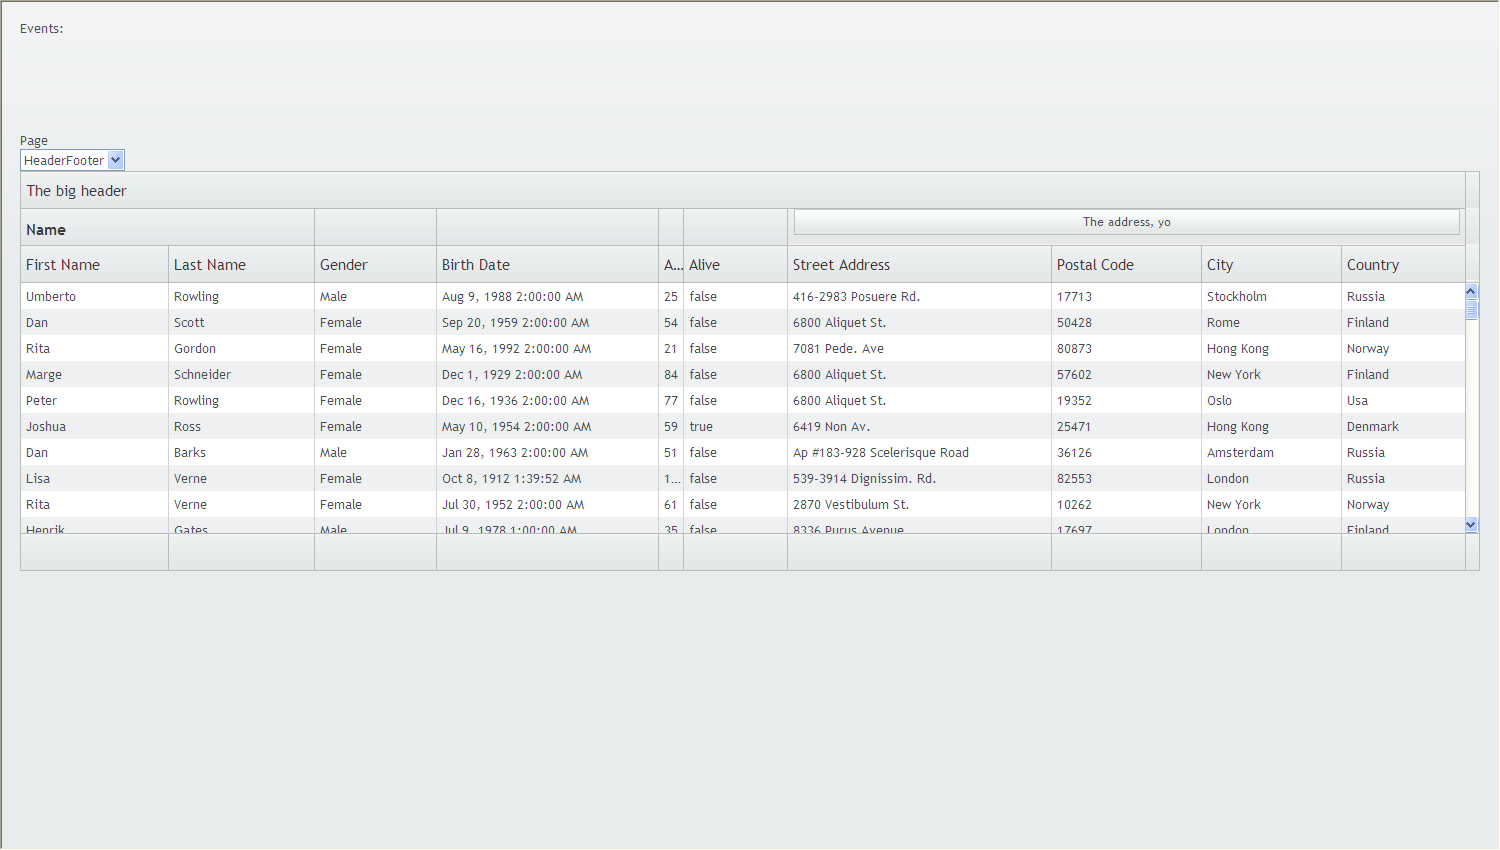 Events:
Page
HeaderFooter
The big header
Name The address, yo
First Name Last Name Gender Birth Date A... Alive Street Address Postal Code City Country
Umberto Rowling Male Aug 9, 1988 2:00:00 AM 25 false 416-2983 Posuere Rd. 17713 Stockholm Russia
Dan Scott Female Sep 20, 1959 2:00:00 AM 54 false 6800 Aliquet St. 50428 Rome Finland
Rita Gordon Female May 16, 1992 2:00:00 AM 21 false 7081 Pede. Ave 80873 Hong Kong Norway
Marge Schneider Female Dec 1, 1929 2:00:00 AM 84 false 6800 Aliquet St. 57602 New York Finland
Peter Rowling Female Dec 16, 1936 2:00:00 AM 77 false 6800 Aliquet St. 19352 Oslo Usa
Joshua Ross Female May 10, 1954 2:00:00 AM 59 true 6419 Non Av. 25471 Hong Kong Denmark
Dan Barks Male Jan 28, 1963 2:00:00 AM 51 false Ap #183-928 Scelerisque Road 36126 Amsterdam Russia
Lisa Verne Female Oct 8, 1912 1:39:52 AM 1... false 539-3914 Dignissim. Rd. 82553 London Russia
Rita Verne Female Jul 30, 1952 2:00:00 AM 61 false 2870 Vestibulum St. 10262 New York Norway
Henrik Gates Male Jul 9, 1978 1:00:00 AM 35 false 8336 Purus Avenue 17697 London Finland